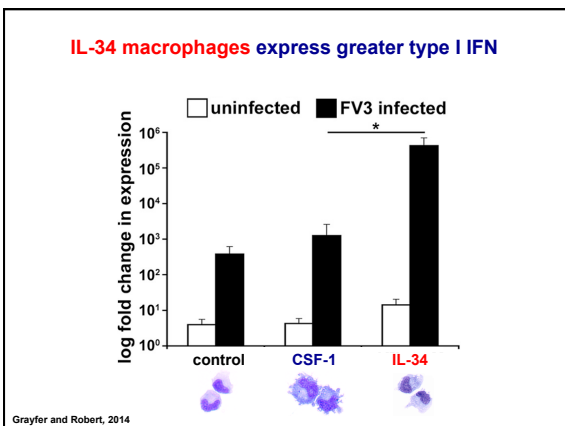 IL-34 macrophages express greater type I IFN
uninfected FV3 infected
*
log fold change in expression
10⁶
10⁵
10⁴
10³
10²
10¹
10⁰
control CSF-1 IL-34
Grayfer and Robert, 2014